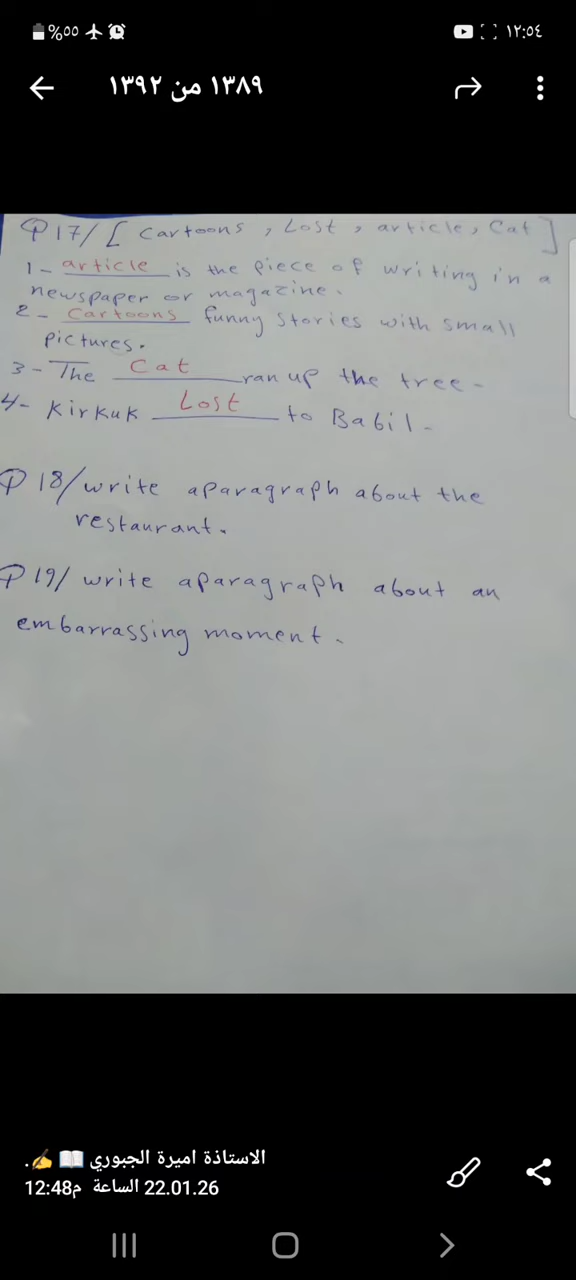 %٥٥ ١٢:٥٤
١٣٨٩ من ١٣٩٢
Q17/ [ Cartoons , Lost , article , Cat ]
1- article is the piece of writing in a
newspaper or magazine.
2- Cartoons funny stories with small
pictures.
3- The Cat ran up the tree-
4- Kirkuk Lost to Babil-
Q18/ write aparagraph about the
restaurant.
Q19/ write aparagraph about an
embarrassing moment.
الاستاذة اميرة الجبوري 📖✍️.
22.01.26 الساعة 12:48م